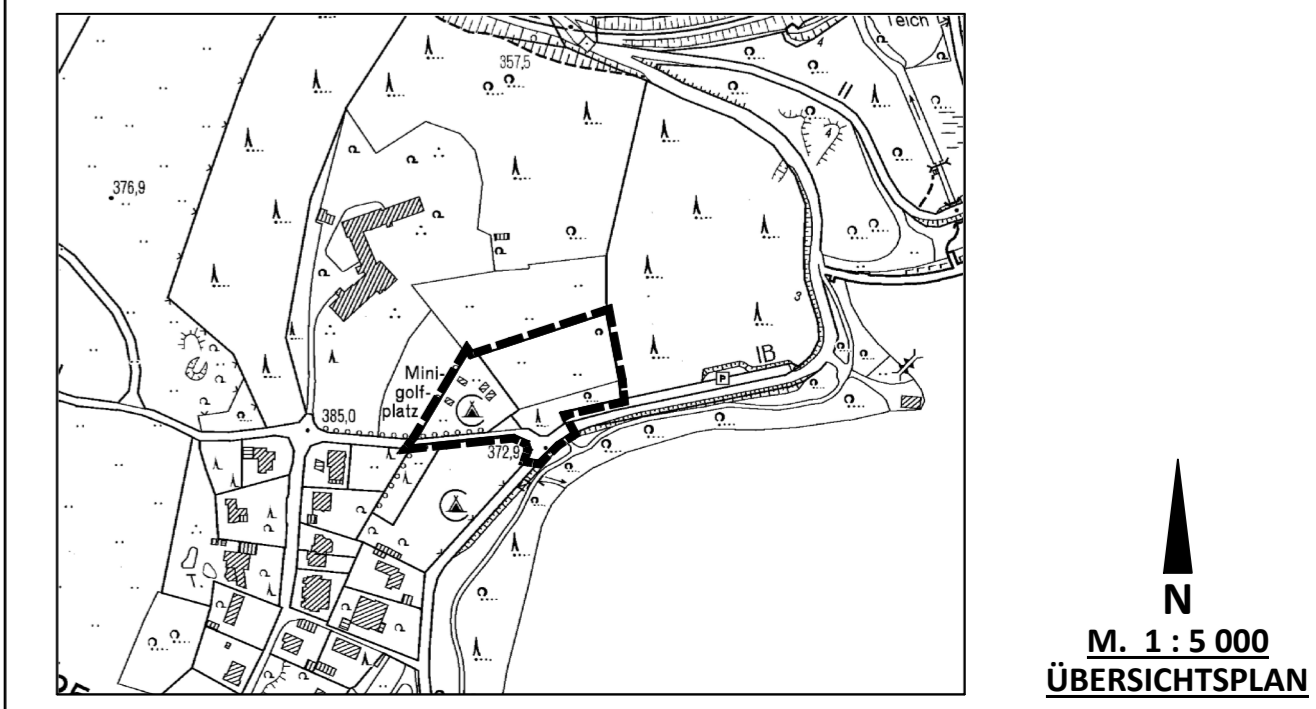 Teich
4
357,5
II
4
376,9
3
IB
Mini-
golf-
platz
P
385,0
372,9
T.
N
M. 1 : 5 000
ÜBERSICHTSPLAN